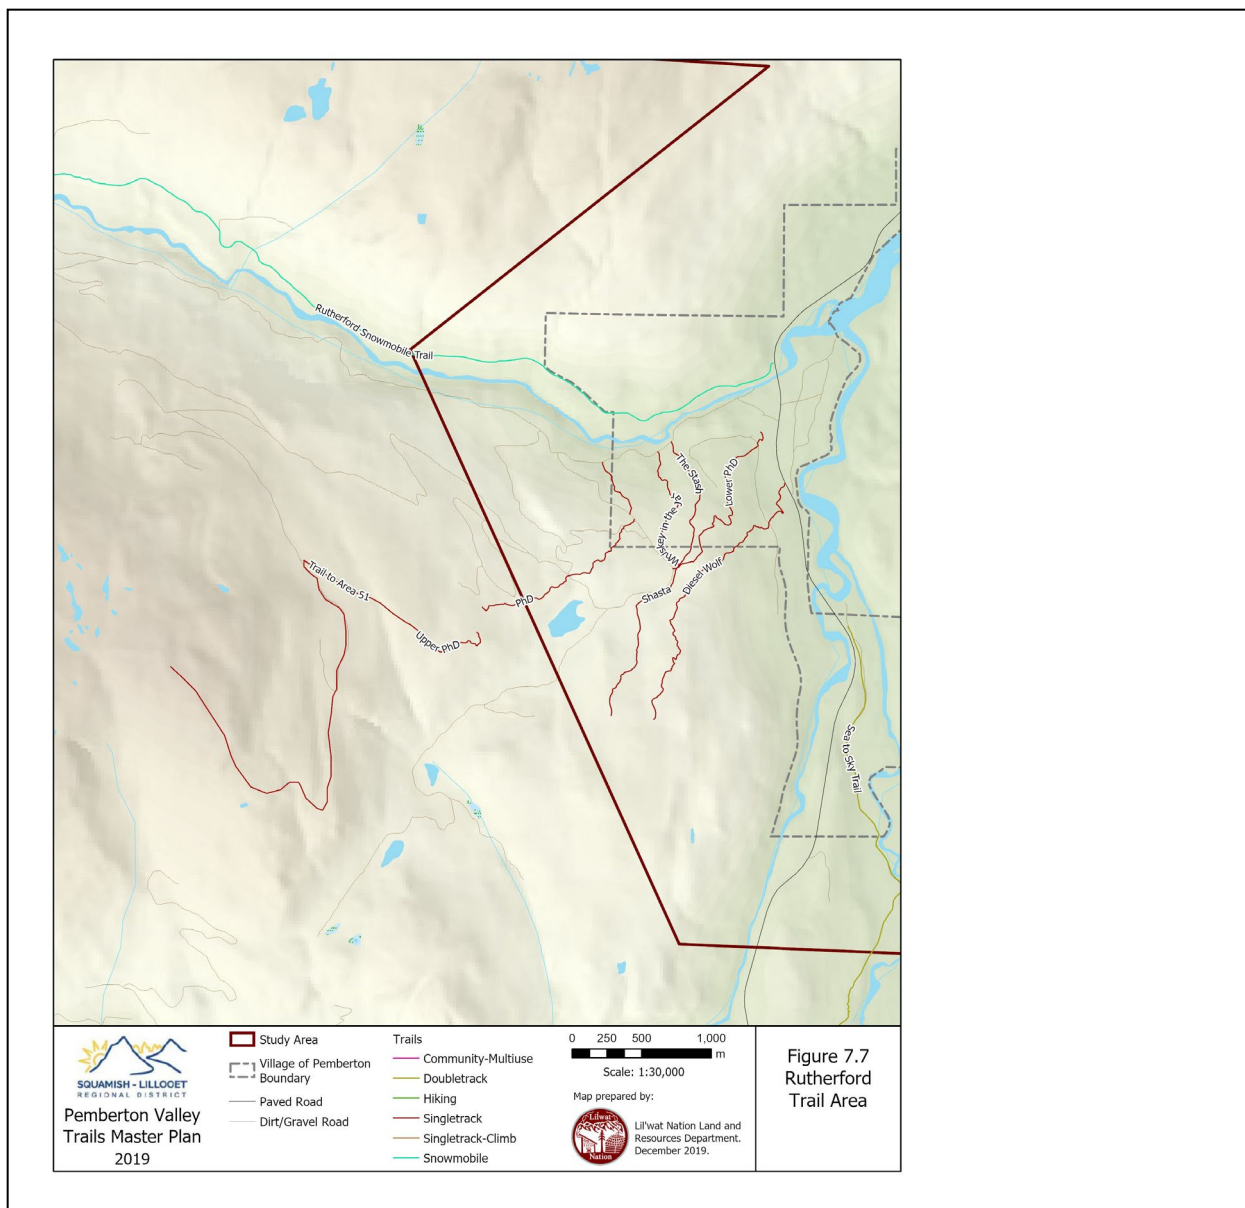 Rutherford Snowmobile Trail
The Stash
Lower PhD
Whiskey-in-the-Jar
Trail-to-Area-51
PhD
Shasta
Diesel-Wolf
Upper-PhD
Sea to Sky Trail
SQUAMISH - LILLOOET
REGIONAL DISTRICT
Pemberton Valley
Trails Master Plan
2019
Study Area
Village of Pemberton
Boundary
Paved Road
Dirt/Gravel Road
Trails
Community-Multiuse
Doubletrack
Hiking
Singletrack
Singletrack-Climb
Snowmobile
0 250 500 1,000
m
Scale: 1:30,000
Map prepared by:
Lilwat
Nation
Lil'wat Nation Land and
Resources Department.
December 2019.
Figure 7.7
Rutherford
Trail Area